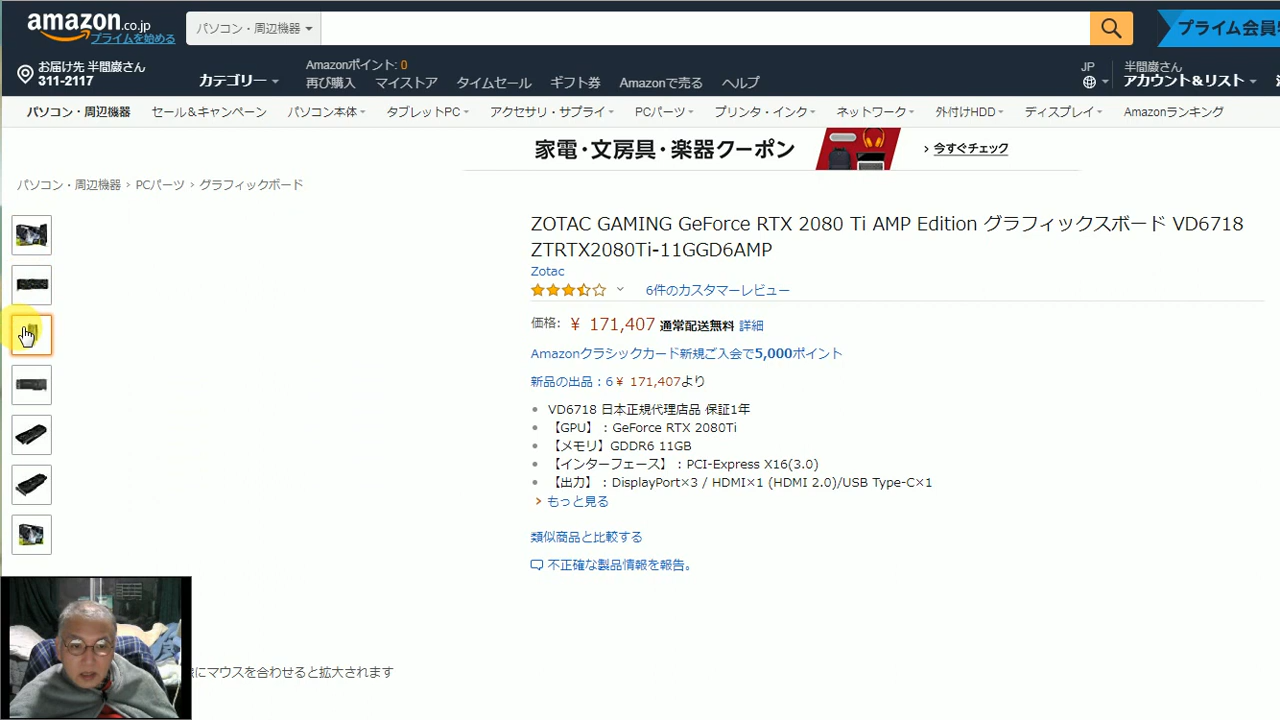 amazon.co.jp
プライムを始める
パソコン・周辺機器
プライム会員
お届け先 半間巌さん
311-2117
カテゴリー
Amazonポイント: 0
再び購入 マイストア タイムセール ギフト券 Amazonで売る ヘルプ
JP
半間巌さん
アカウント&リスト
パソコン・周辺機器 セール&キャンペーン パソコン本体 タブレットPC アクセサリ・サプライ PCパーツ プリンタ・インク ネットワーク 外付けHDD ディスプレイ Amazonランキング
家電・文房具・楽器クーポン › 今すぐチェック
パソコン・周辺機器 › PCパーツ › グラフィックボード
ZOTAC GAMING GeForce RTX 2080 Ti AMP Edition グラフィックスボード VD6718
ZTRTX2080Ti-11GGD6AMP
Zotac
6件のカスタマーレビュー
価格: ¥ 171,407 通常配送無料 詳細
Amazonクラシックカード新規ご入会で5,000ポイント
新品の出品:6¥ 171,407より
VD6718 日本正規代理店品 保証1年
【GPU】:GeForce RTX 2080Ti
【メモリ】GDDR6 11GB
【インターフェース】:PCI-Express X16(3.0)
【出力】:DisplayPort×3 / HDMI×1 (HDMI 2.0)/USB Type-C×1
› もっと見る
類似商品と比較する
不正確な製品情報を報告。
にマウスを合わせると拡大されます